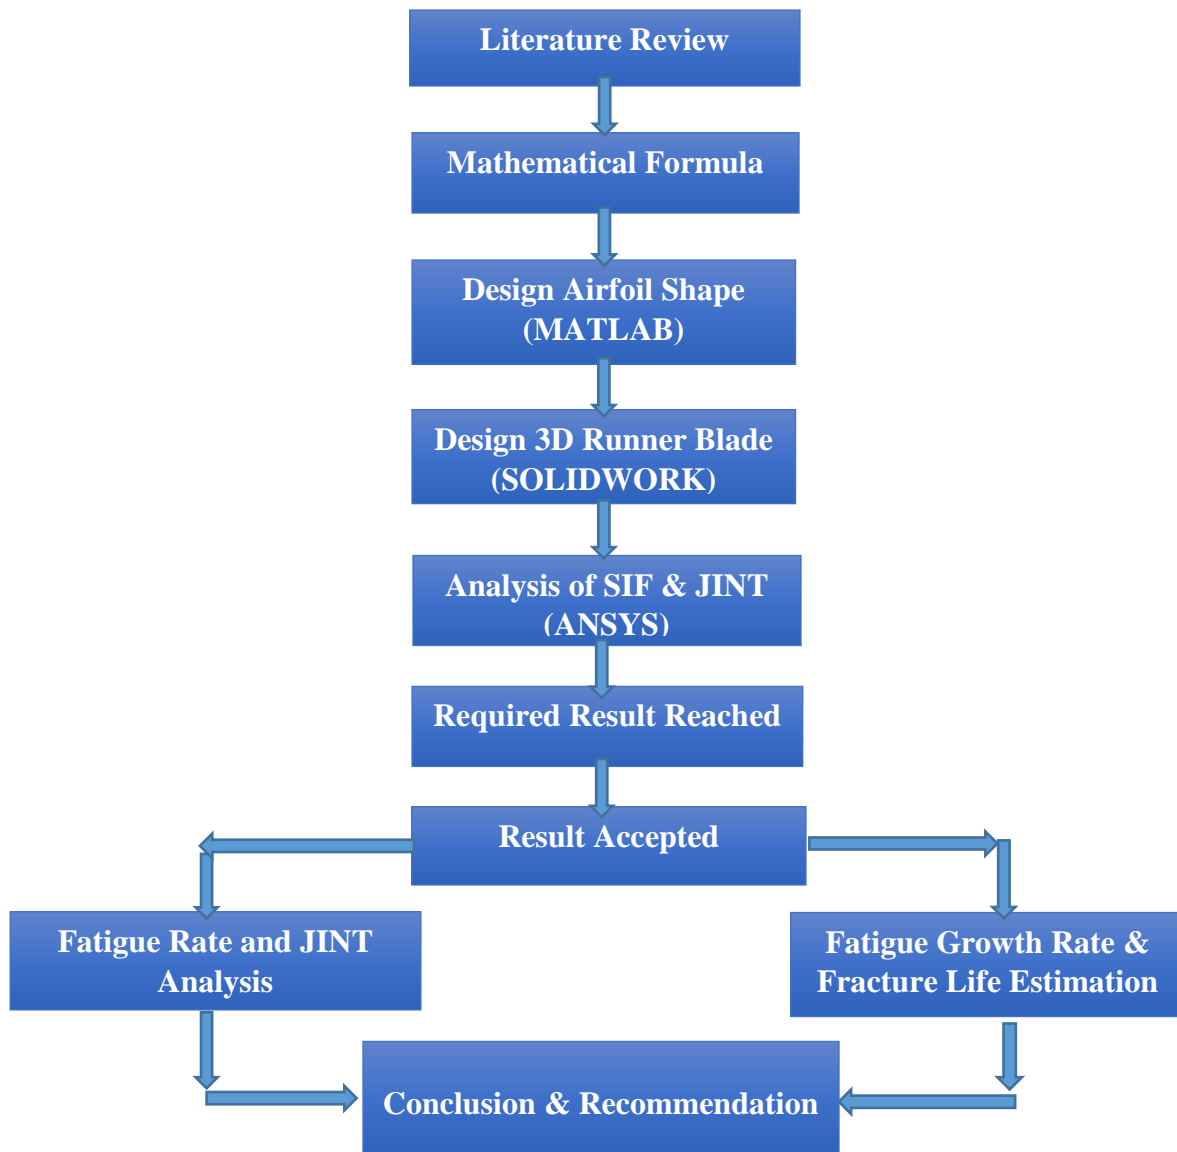 Literature Review
Mathematical Formula
Design Airfoil Shape
(MATLAB)
Design 3D Runner Blade
(SOLIDWORK)
Analysis of SIF & JINT
(ANSYS)
Required Result Reached
Result Accepted
Fatigue Rate and JINT
Analysis
Fatigue Growth Rate &
Fracture Life Estimation
Conclusion & Recommendation